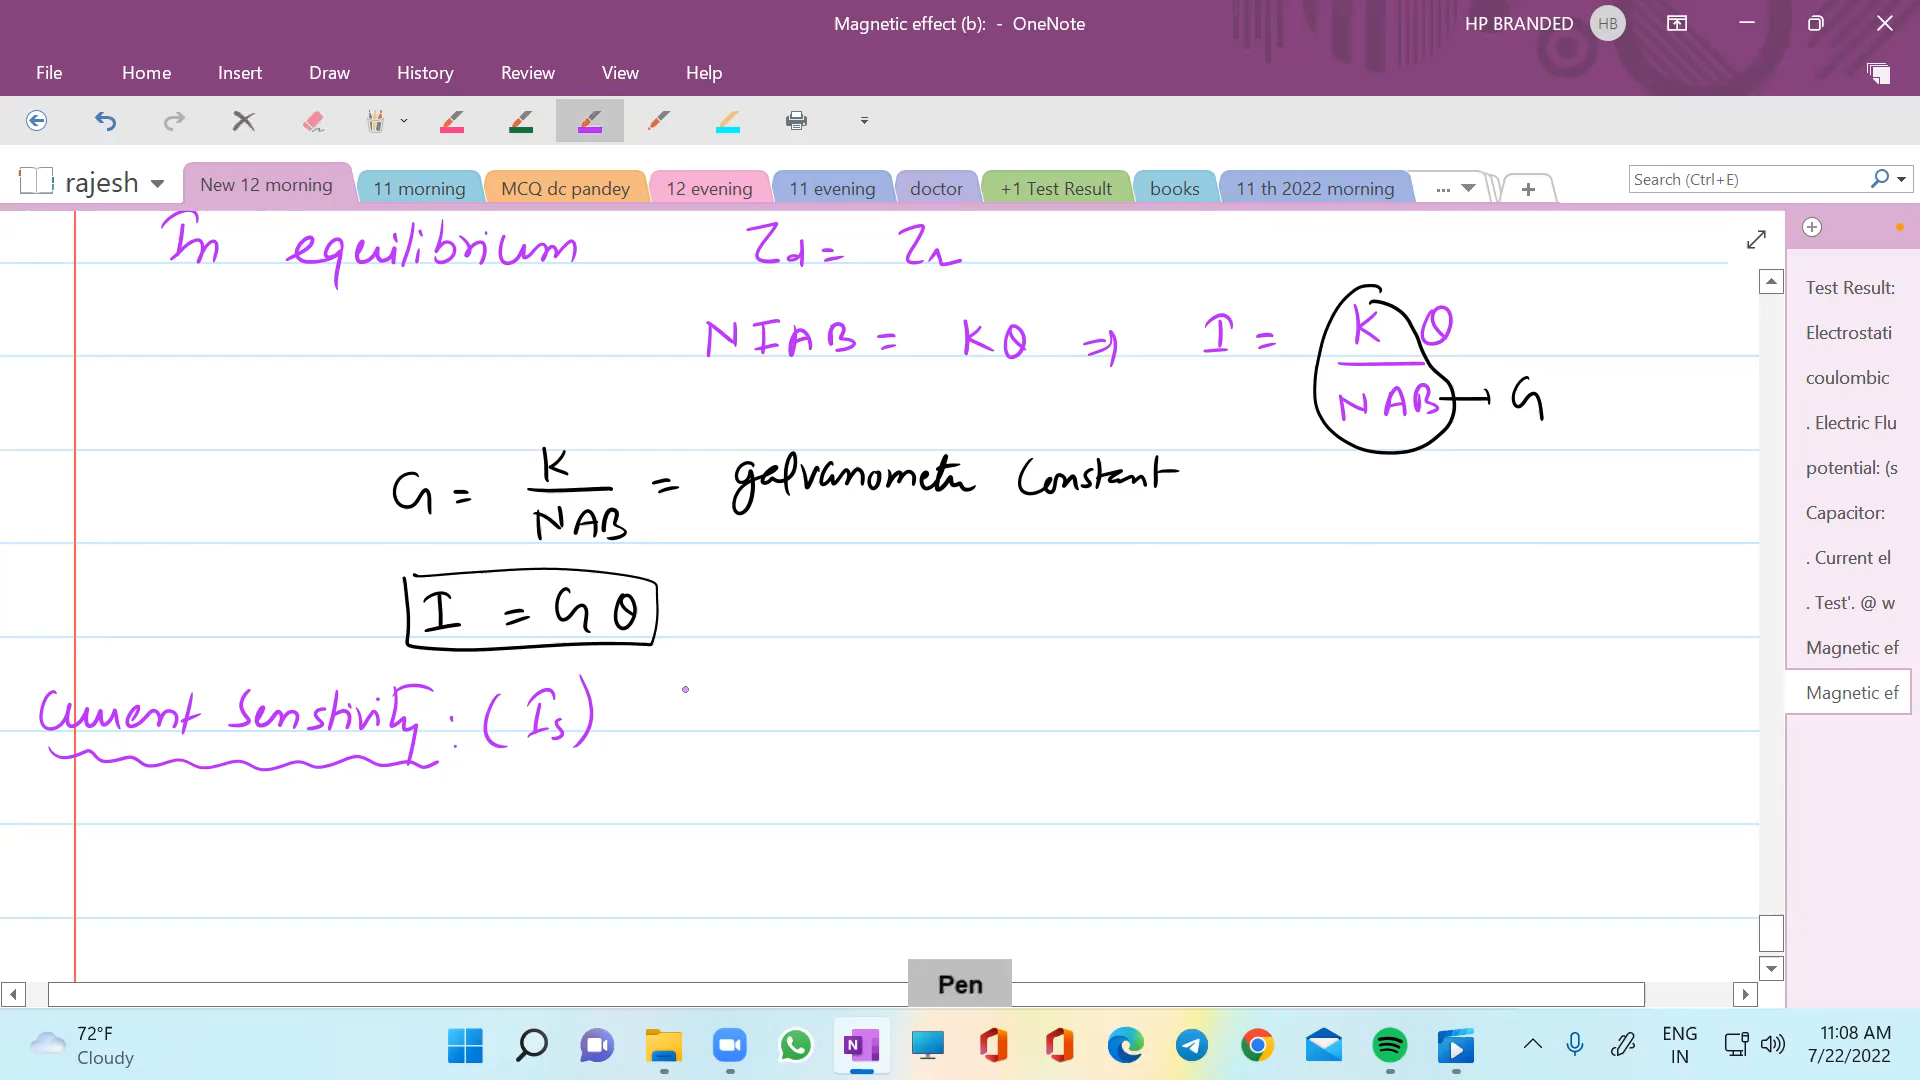 Magnetic effect (b): - OneNote
HP BRANDED HB
File Home Insert Draw History Review View Help
rajesh New 12 morning 11 morning MCQ dc pandey 12 evening 11 evening doctor +1 Test Result books 11 th 2022 morning ... Search (Ctrl+E)
In equilibrium τd = τr
NIAB = Kθ ⇒ I = K θ
NAB → G
G = K/NAB = galvanometer Constant
I = G θ
Current Senstivity : (Is)
Test Result:
Electrostati
coulombic
. Electric Flu
potential: (s
Capacitor:
. Current el
. Test'. @ w
Magnetic ef
Magnetic ef
Pen
72°F
Cloudy
ENG
IN
11:08 AM
7/22/2022